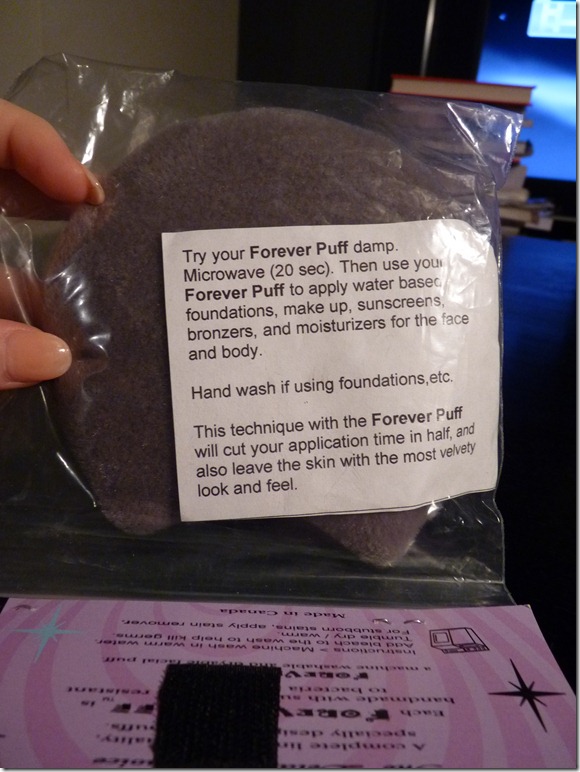 Try your Forever Puff damp.
Microwave (20 sec). Then use your
Forever Puff to apply water based
foundations, make up, sunscreens,
bronzers, and moisturizers for the face
and body.
Hand wash if using foundations,etc.
This technique with the Forever Puff
will cut your application time in half, and
also leave the skin with the most velvety
look and feel.
A complete line quality,
specially puffs.
Each is
handmade with resistant
to bacteria
a machine washable and dryable facial puff
Instructions > Machine wash in warm water.
Add bleach to the wash to help kill germs.
Tumble dry / warm.
For stubborn stains, apply stain remover.
Made in Canada